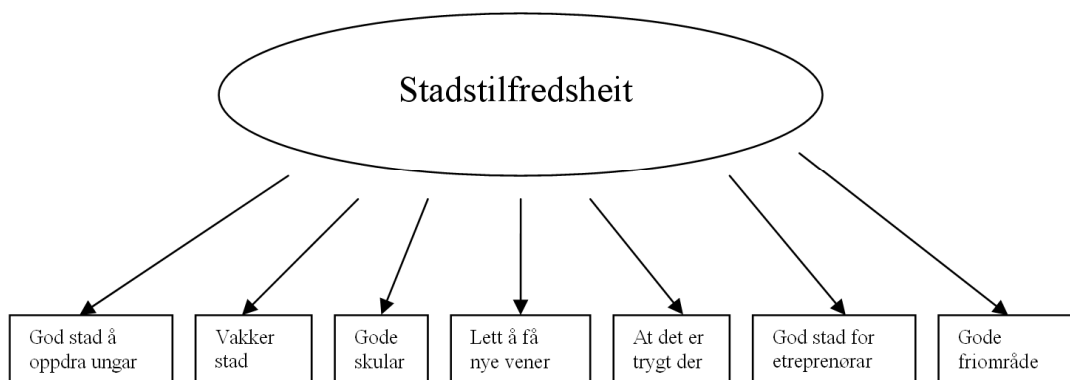 Stadstilfredsheit
God stad å
oppdra ungar
Vakker
stad
Gode
skular
Lett å få
nye vener
At det er
trygt der
God stad for
etreprenørar
Gode
friområde